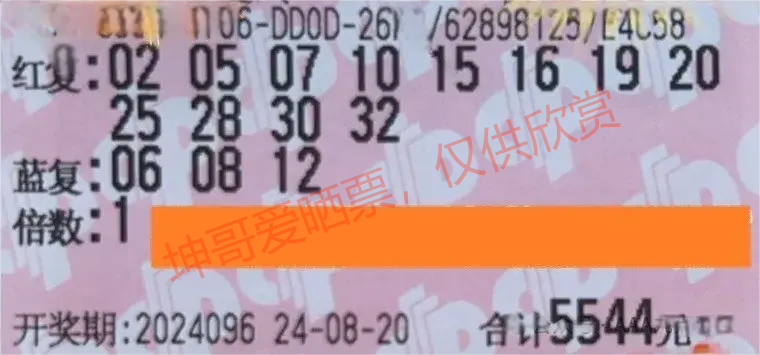 106-DD0D-26 /62898125/E4C58
红复:02 05 07 10 15 16 19 20
25 28 30 32
蓝复:06 08 12
倍数:1
坤哥爱晒票，仅供欣赏
开奖期:2024096 24-08-20 合计5544元